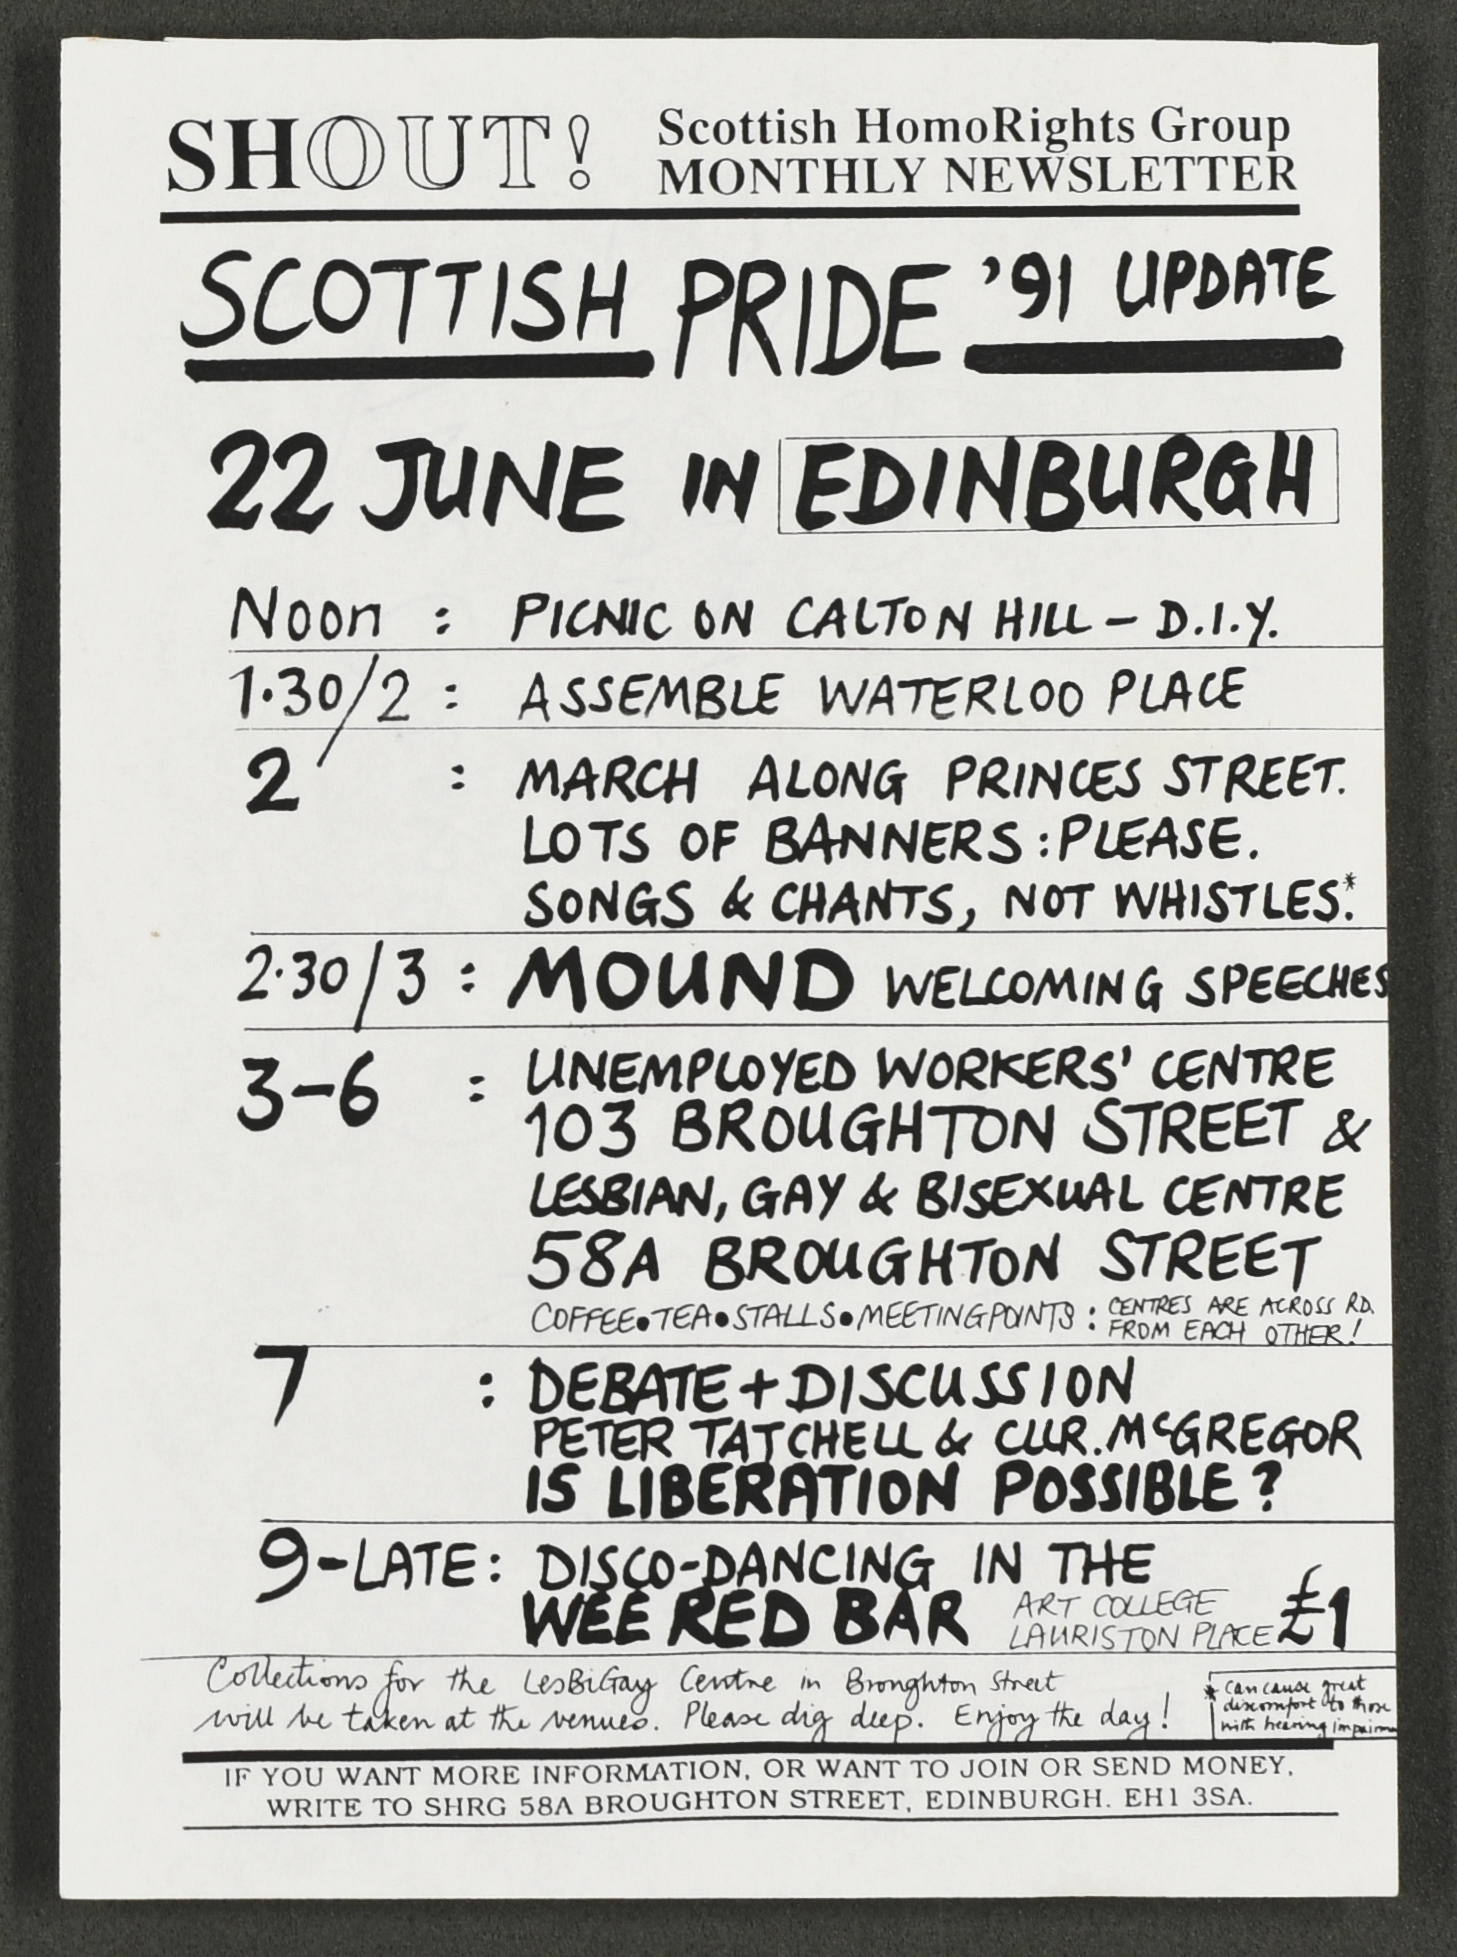 SHOUT! Scottish HomoRights Group
MONTHLY NEWSLETTER
SCOTTISH PRIDE '91 UPDATE
22 JUNE IN EDINBURGH
Noon : PICNIC ON CALTON HILL – D.I.Y.
1·30/2 : ASSEMBLE WATERLOO PLACE
2 : MARCH ALONG PRINCES STREET.
LOTS OF BANNERS : PLEASE.
SONGS & CHANTS, NOT WHISTLES.*
2·30/3 : MOUND WELCOMING SPEECHES
3–6 : UNEMPLOYED WORKERS' CENTRE
103 BROUGHTON STREET &
LESBIAN, GAY & BISEXUAL CENTRE
58A BROUGHTON STREET
COFFEE•TEA•STALLS•MEETINGPOINTS : CENTRES ARE ACROSS RD.
FROM EACH OTHER!
7 : DEBATE + DISCUSSION
PETER TATCHELL & CLLR. McGREGOR
IS LIBERATION POSSIBLE?
9–LATE : DISCO-DANCING IN THE
WEE RED BAR ART COLLEGE
LAURISTON PLACE £1
Collections for the LesBiGay Centre in Broughton Street
will be taken at the venues. Please dig deep. Enjoy the day!
* can cause great
discomfort to those
with hearing impairme
IF YOU WANT MORE INFORMATION, OR WANT TO JOIN OR SEND MONEY,
WRITE TO SHRG 58A BROUGHTON STREET, EDINBURGH. EH1 3SA.